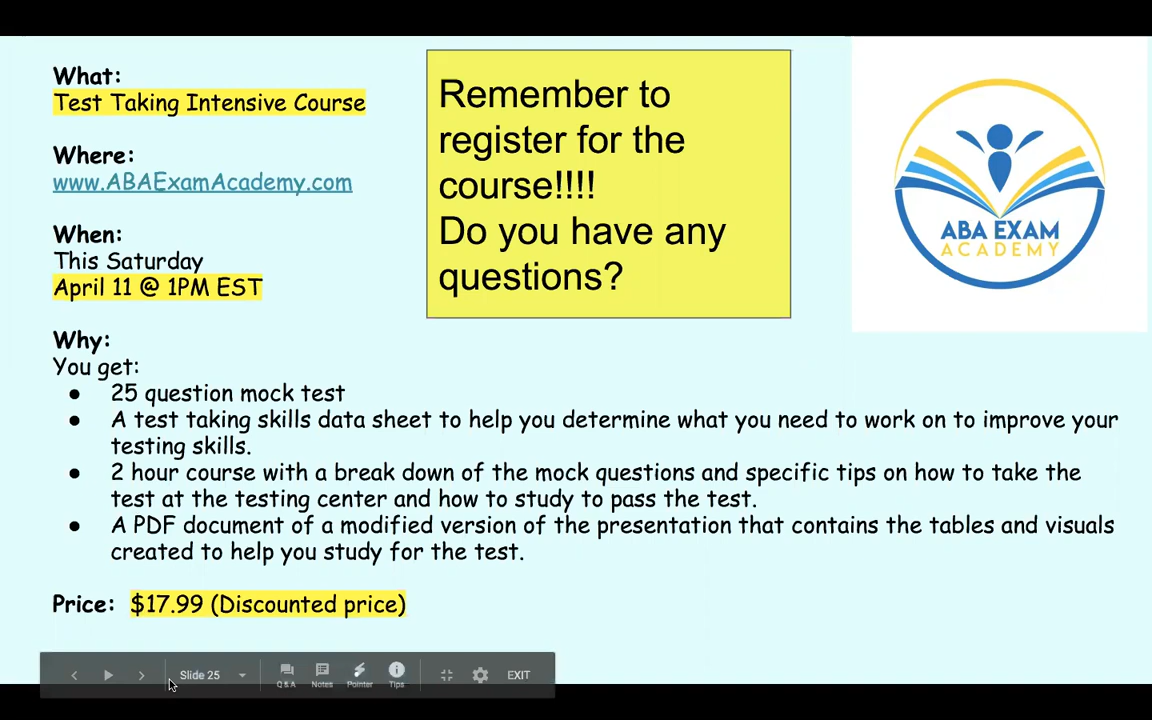 What:
Test Taking Intensive Course
Where:
www.ABAExamAcademy.com
When:
This Saturday
April 11 @ 1PM EST
Why:
You get:
● 25 question mock test
● A test taking skills data sheet to help you determine what you need to work on to improve your
testing skills.
● 2 hour course with a break down of the mock questions and specific tips on how to take the
test at the testing center and how to study to pass the test.
● A PDF document of a modified version of the presentation that contains the tables and visuals
created to help you study for the test.
Price: $17.99 (Discounted price)
Remember to
register for the
course!!!!
Do you have any
questions?
ABA EXAM
ACADEMY
Slide 25
Q&A
Notes
Pointer
Tips
EXIT